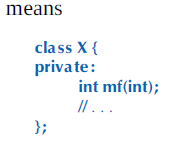 means
class X {
private:
int mf(int);
// . . .
};